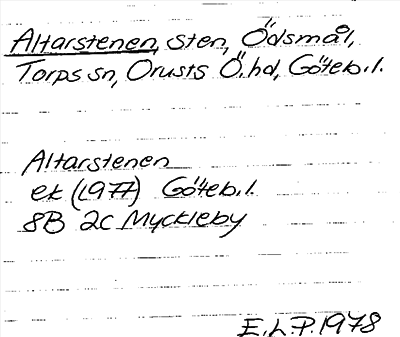 Altarstenen, sten, Ödsmål,
Torps sn, Orusts Ö. hd, Göteb. l.
Altarstenen
ek (1977) Göteb. l.
8B 2c Myckleby
E.L.P. 1978